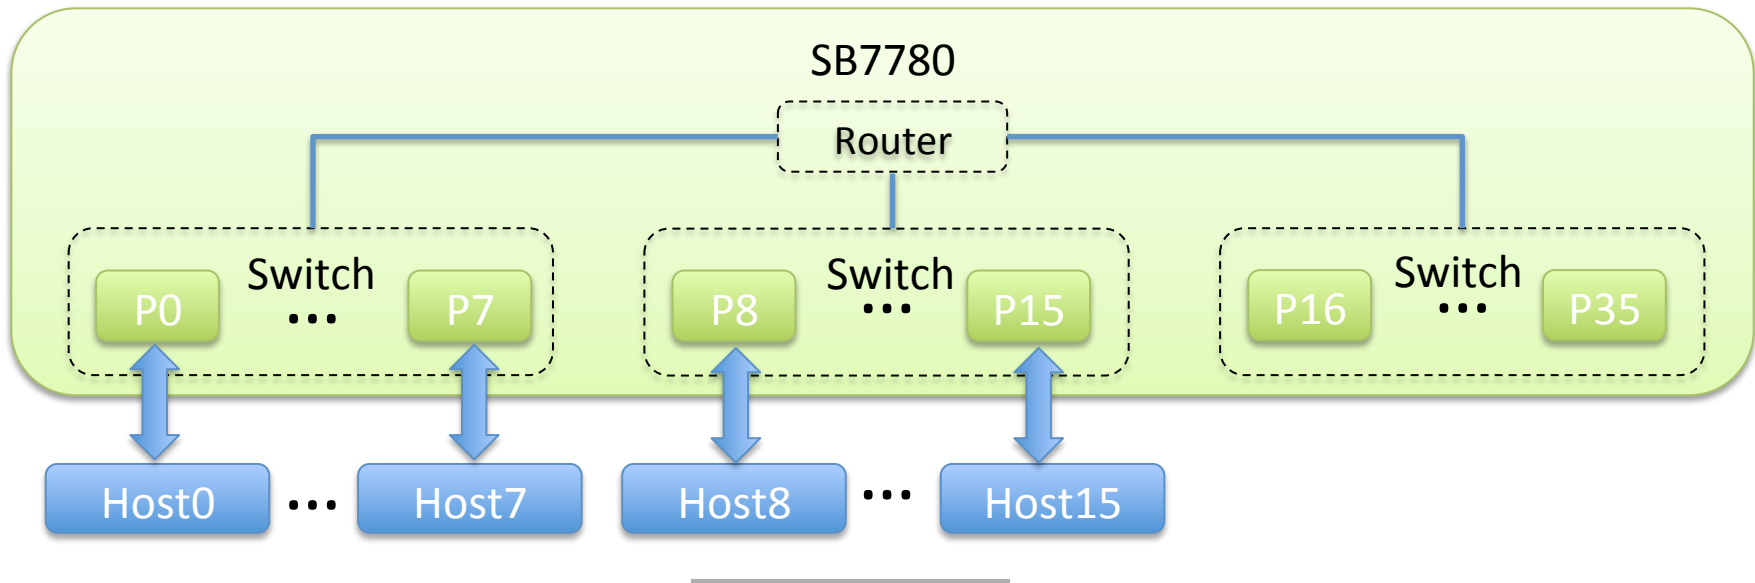 SB7780
Router
Switch
P0 ... P7
Switch
P8 ... P15
Switch
P16 ... P35
Host0 ... Host7
Host8 ... Host15